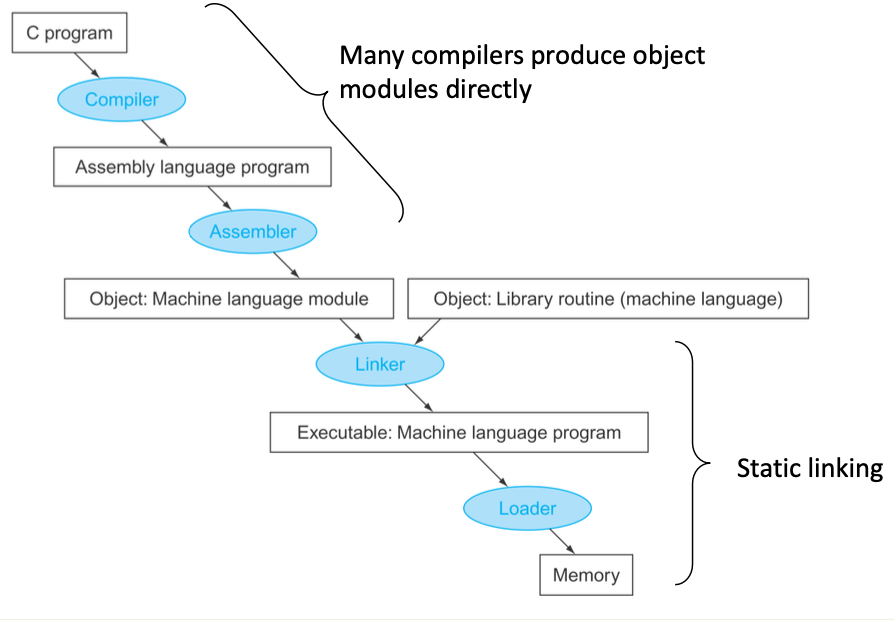 C program
Many compilers produce object
modules directly
Compiler
Assembly language program
Assembler
Object: Machine language module
Object: Library routine (machine language)
Linker
Executable: Machine language program
Static linking
Loader
Memory